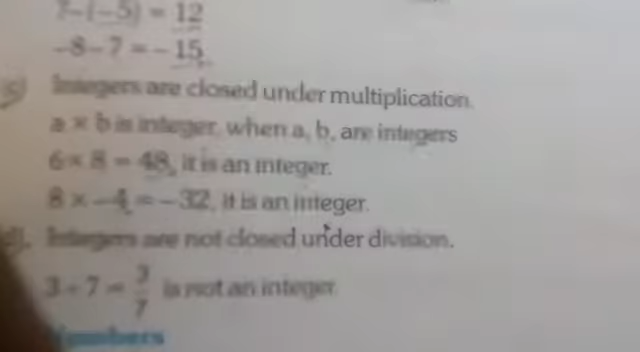 7-(-5) = 12
-8-7 = -15
c) Integers are closed under multiplication.
a × b is integer, when a, b, are integers
6 × 8 = 48, it is an integer.
8 × -4 = -32, it is an integer.
d). Integers are not closed under division.
3 ÷ 7 = 3/7 is not an integer
Numbers